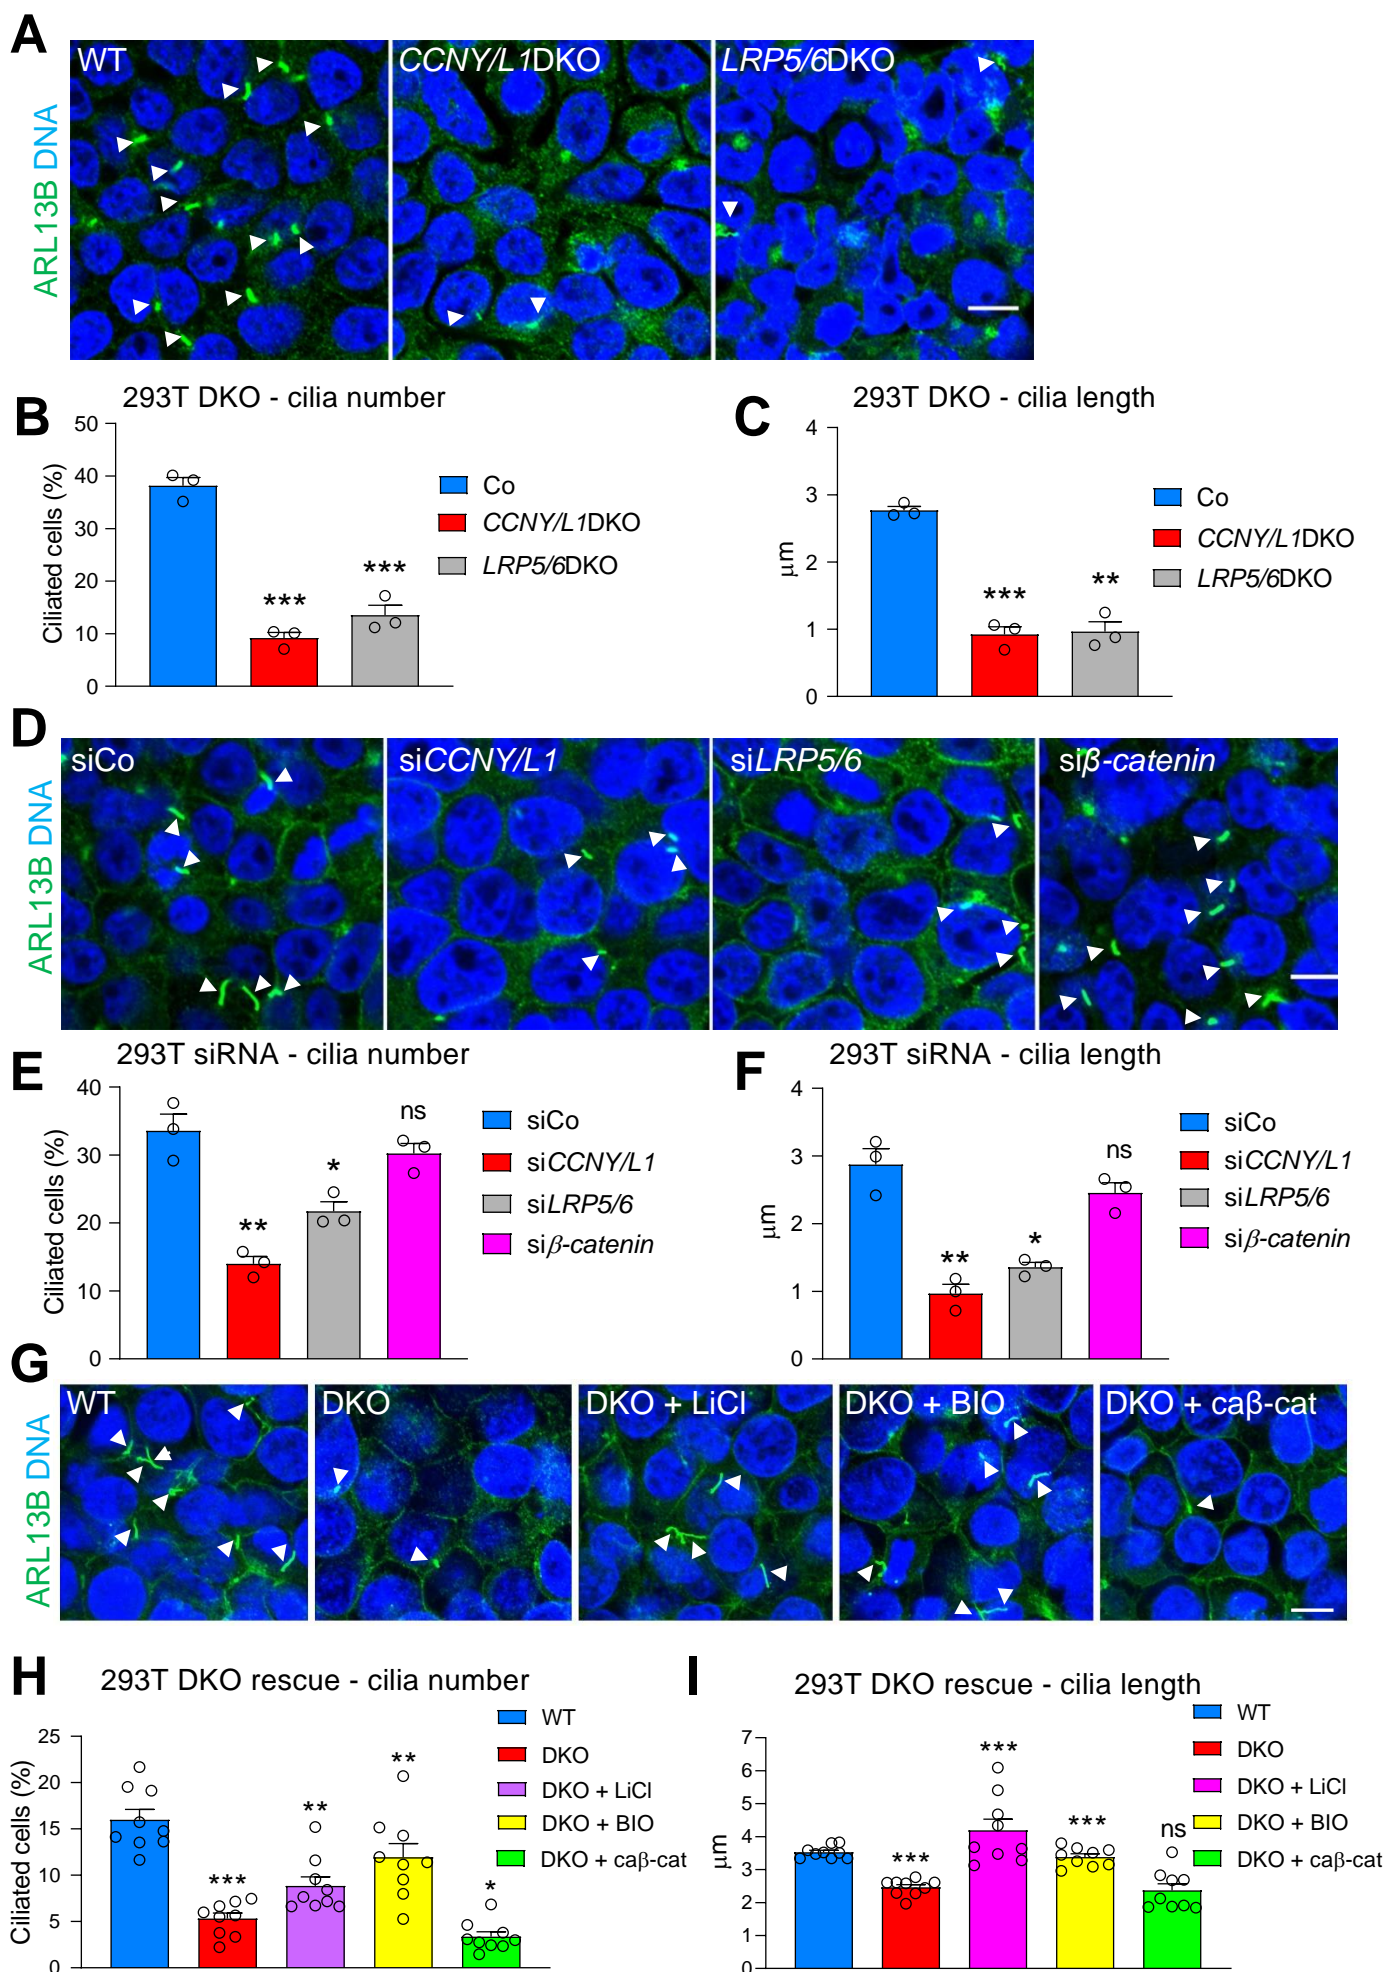 A
WT
CCNY/L1DKO
LRP5/6DKO
ARL13B DNA
B
293T DKO - cilia number
Ciliated cells (%)
50
40
30
20
10
0
***
***
Co
CCNY/L1DKO
LRP5/6DKO
C
293T DKO - cilia length
µm
4
3
2
1
0
***
**
Co
CCNY/L1DKO
LRP5/6DKO
D
siCo
siCCNY/L1
siLRP5/6
siβ-catenin
ARL13B DNA
E
293T siRNA - cilia number
Ciliated cells (%)
40
30
20
10
0
**
*
ns
siCo
siCCNY/L1
siLRP5/6
siβ-catenin
F
293T siRNA - cilia length
µm
4
3
2
1
0
**
*
ns
siCo
siCCNY/L1
siLRP5/6
siβ-catenin
G
WT
DKO
DKO + LiCl
DKO + BIO
DKO + caβ-cat
ARL13B DNA
H
293T DKO rescue - cilia number
Ciliated cells (%)
25
20
15
10
5
0
***
**
**
*
WT
DKO
DKO + LiCl
DKO + BIO
DKO + caβ-cat
I
293T DKO rescue - cilia length
µm
7
6
5
4
3
2
1
0
***
***
***
ns
WT
DKO
DKO + LiCl
DKO + BIO
DKO + caβ-cat